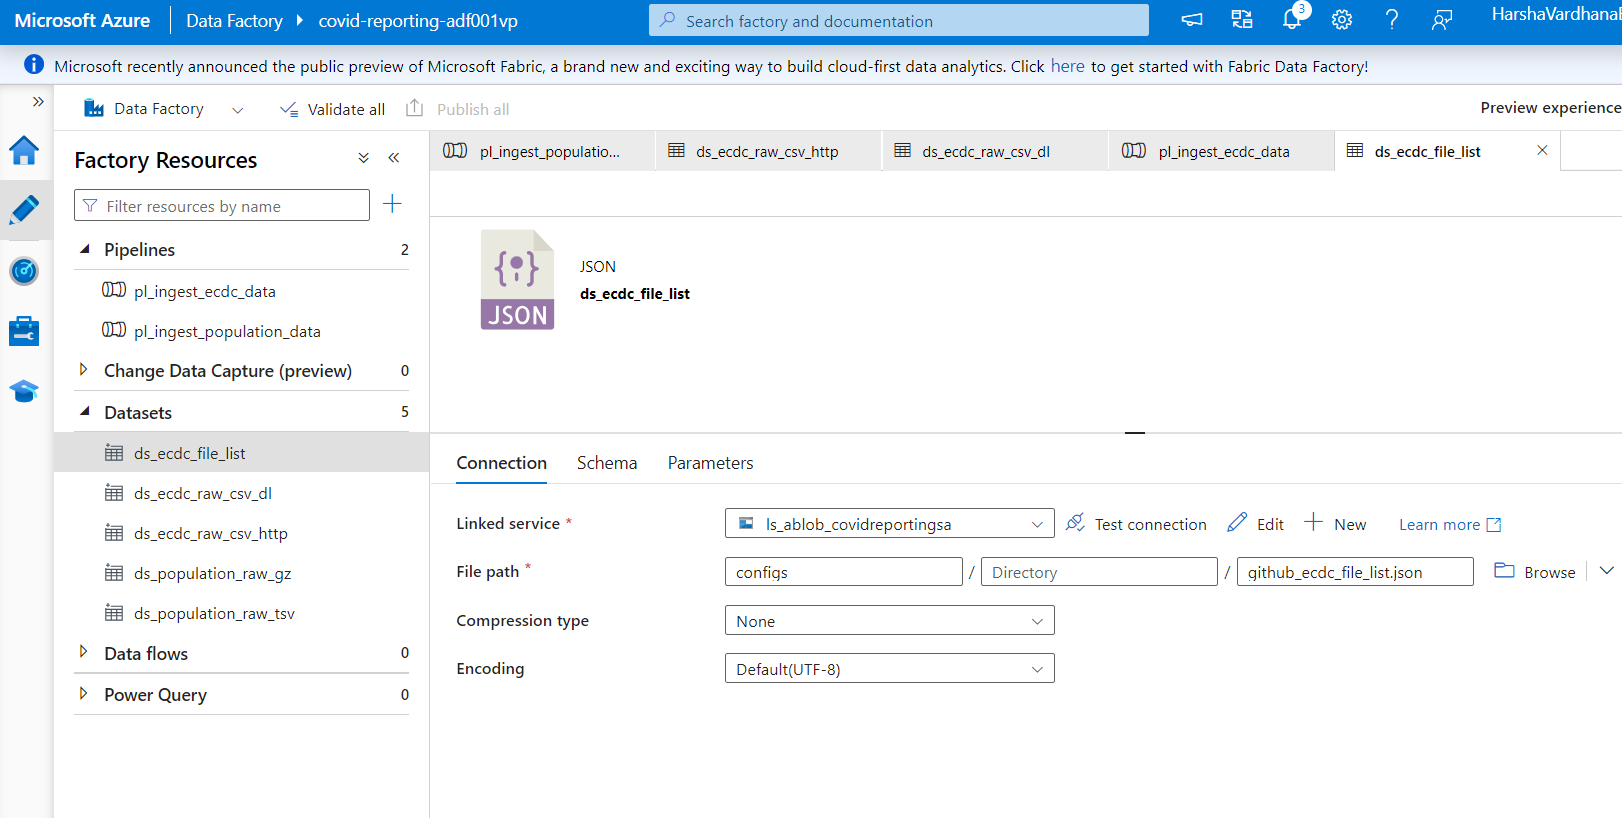 Microsoft Azure
Data Factory
covid-reporting-adf001vp
Search factory and documentation
3
HarshaVardhana
Microsoft recently announced the public preview of Microsoft Fabric, a brand new and exciting way to build cloud-first data analytics. Click here to get started with Fabric Data Factory!
Data Factory
Validate all
Publish all
Preview experience
Factory Resources
Filter resources by name
Pipelines 2
pl_ingest_ecdc_data
pl_ingest_population_data
Change Data Capture (preview) 0
Datasets 5
ds_ecdc_file_list
ds_ecdc_raw_csv_dl
ds_ecdc_raw_csv_http
ds_population_raw_gz
ds_population_raw_tsv
Data flows 0
Power Query 0
pl_ingest_populatio...
ds_ecdc_raw_csv_http
ds_ecdc_raw_csv_dl
pl_ingest_ecdc_data
ds_ecdc_file_list
JSON
JSON
ds_ecdc_file_list
Connection
Schema
Parameters
Linked service *
ls_ablob_covidreportingsa
Test connection
Edit
New
Learn more
File path *
configs / Directory / github_ecdc_file_list.json
Browse
Compression type
None
Encoding
Default(UTF-8)